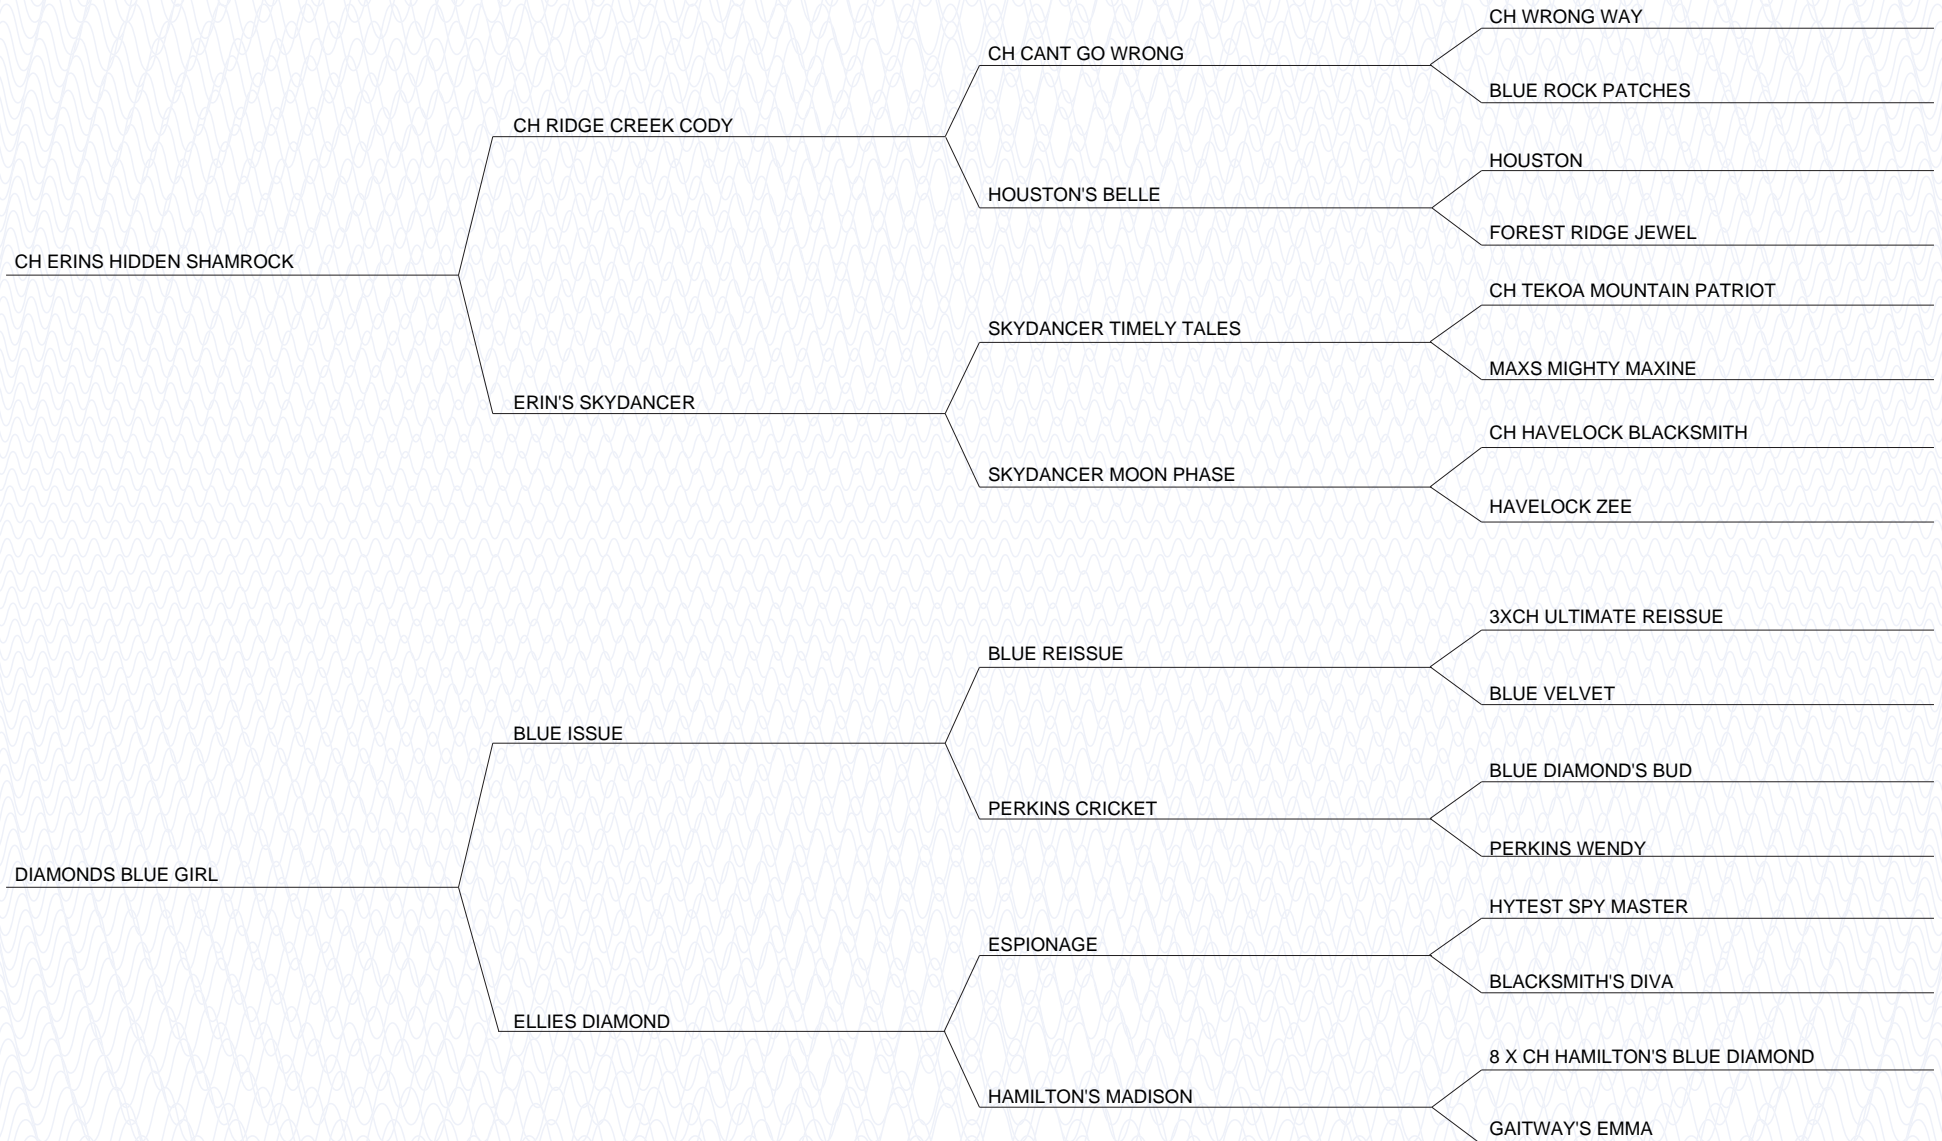 CH WRONG WAY
CH CANT GO WRONG
BLUE ROCK PATCHES
CH RIDGE CREEK CODY
HOUSTON
HOUSTON'S BELLE
FOREST RIDGE JEWEL
CH ERINS HIDDEN SHAMROCK
CH TEKOA MOUNTAIN PATRIOT
SKYDANCER TIMELY TALES
MAXS MIGHTY MAXINE
ERIN'S SKYDANCER
CH HAVELOCK BLACKSMITH
SKYDANCER MOON PHASE
HAVELOCK ZEE
3XCH ULTIMATE REISSUE
BLUE REISSUE
BLUE VELVET
BLUE ISSUE
BLUE DIAMOND'S BUD
PERKINS CRICKET
PERKINS WENDY
DIAMONDS BLUE GIRL
HYTEST SPY MASTER
ESPIONAGE
BLACKSMITH'S DIVA
ELLIES DIAMOND
8 X CH HAMILTON'S BLUE DIAMOND
HAMILTON'S MADISON
GAITWAY'S EMMA